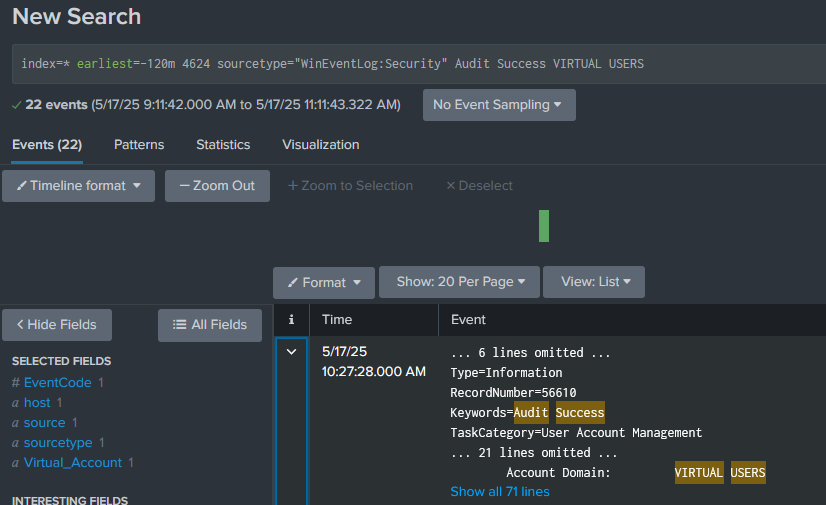 New Search
index=* earliest=-120m 4624 sourcetype="WinEventLog:Security" Audit Success VIRTUAL USERS
✓ 22 events (5/17/25 9:11:42.000 AM to 5/17/25 11:11:43.322 AM) No Event Sampling ▾
Events (22) Patterns Statistics Visualization
Timeline format ▾ — Zoom Out + Zoom to Selection × Deselect
Format ▾ Show: 20 Per Page ▾ View: List ▾
< Hide Fields All Fields
i Time Event
SELECTED FIELDS
# EventCode 1
a host 1
a source 1
a sourcetype 1
a Virtual_Account 1
INTERESTING FIELDS
5/17/25
10:27:28.000 AM
... 6 lines omitted ...
Type=Information
RecordNumber=56610
Keywords=Audit Success
TaskCategory=User Account Management
... 21 lines omitted ...
Account Domain: VIRTUAL USERS
Show all 71 lines